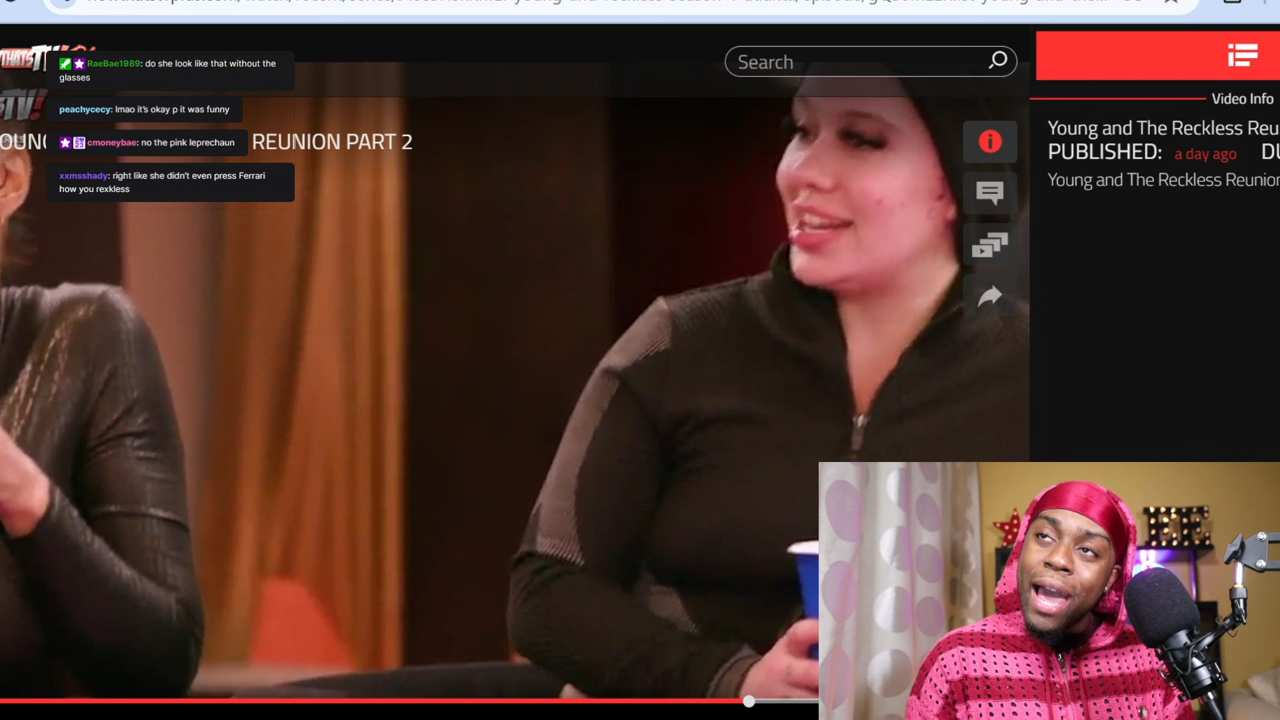 Search
RaeBae1989: do she look like that without the
glasses
peachycecy: lmao it's okay p it was funny
cmoneybae: no the pink leprechaun
REUNION PART 2
xxmsshady: right like she didn't even press Ferrari
how you rexkless
Video Info
Young and The Reckless Reu
PUBLISHED: a day ago DU
Young and The Reckless Reunion